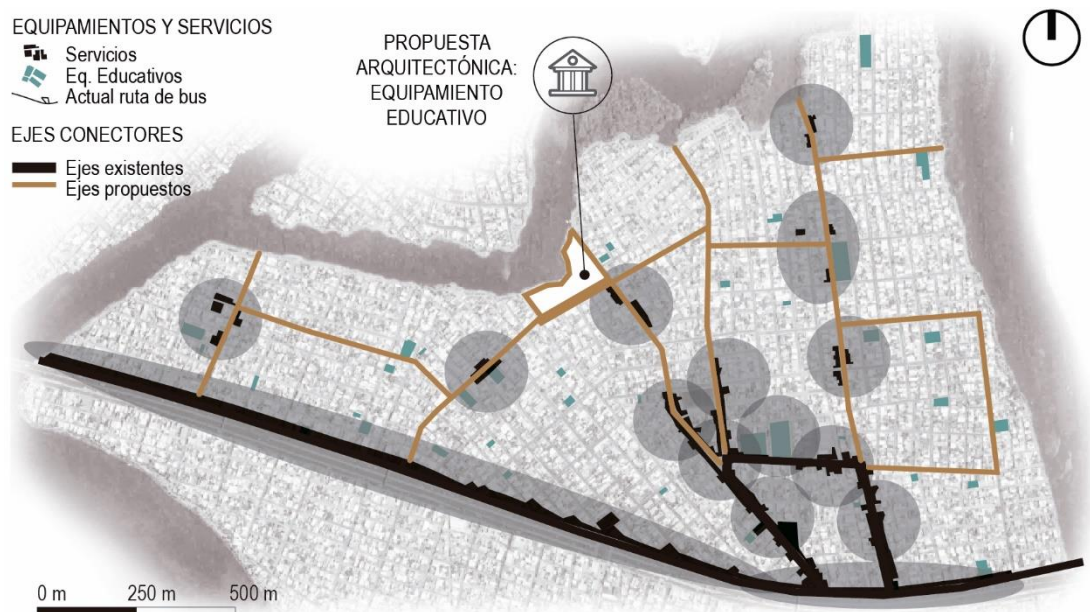 EQUIPAMIENTOS Y SERVICIOS
Servicios
Eq. Educativos
Actual ruta de bus
EJES CONECTORES
Ejes existentes
Ejes propuestos
PROPUESTA
ARQUITECTÓNICA:
EQUIPAMIENTO
EDUCATIVO
0 m 250 m 500 m